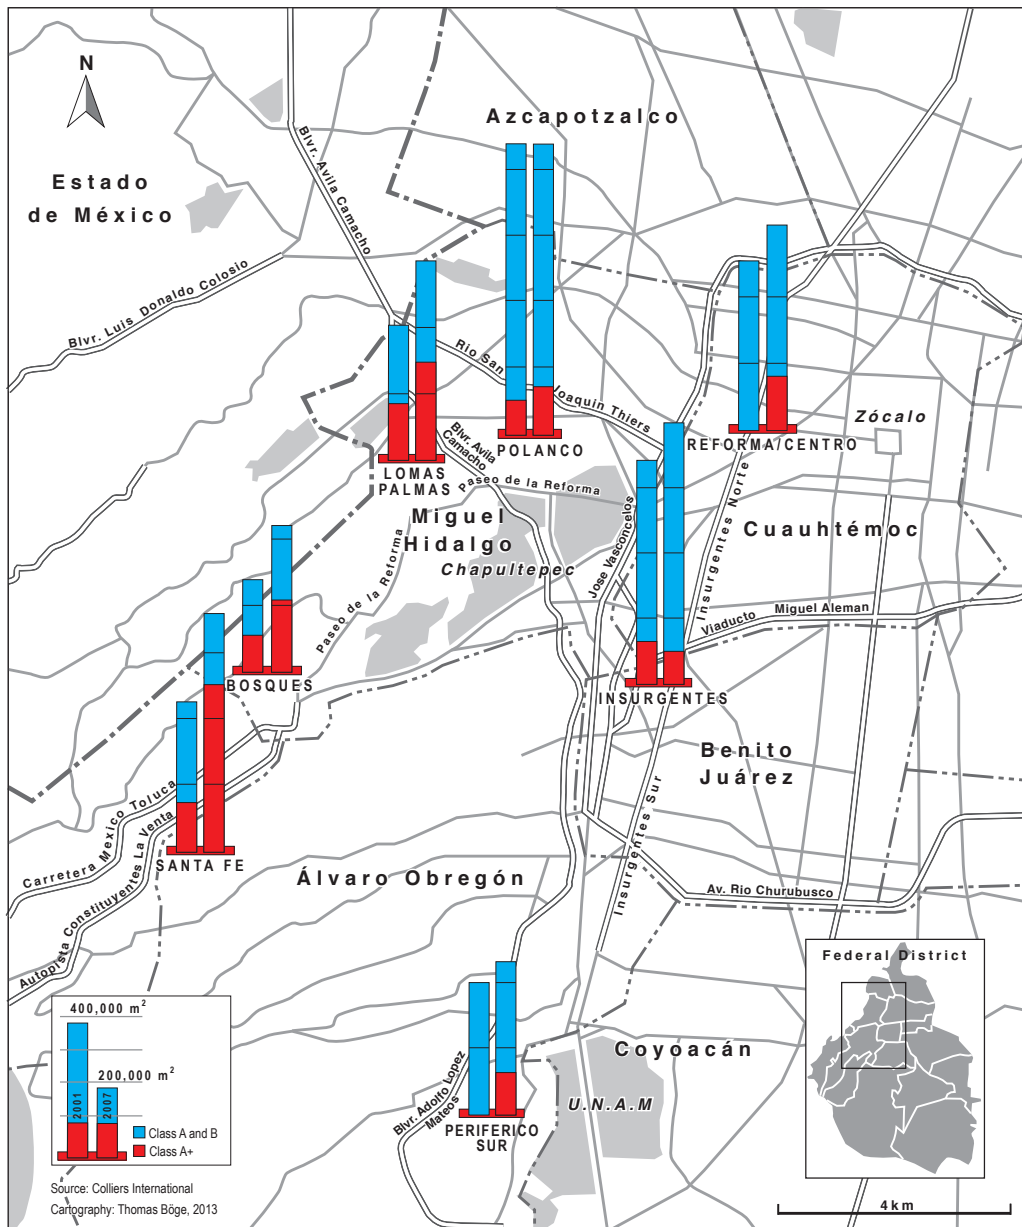 N
Azcapotzalco
Estado
de México
Blvr. Avila Camacho
Blvr. Luis Donaldo Colosio
Rio San
Joaquin Thiers
Zócalo
REFORMA/CENTRO
POLANCO
Blvr. Avila
Camacho
LOMAS
PALMAS
Paseo de la Reforma
Miguel
Hidalgo
Chapultepec
Jose Vasconcelos
Insurgentes Norte
Cuauhtémoc
Paseo de la Reforma
Viaducto
Miguel Aleman
BOSQUES
INSURGENTES
Benito
Juárez
Carretera Mexico Toluca
Autopista Constituyentes La Venta
SANTA FE
Álvaro Obregón
Insurgentes Sur
Av. Rio Churubusco
Federal District
400,000 m²
200,000 m²
2001
2007
Class A and B
Class A+
Coyoacán
U.N.A.M
Blvr. Adolfo Lopez
Mateos
PERIFERICO
SUR
Source: Colliers International
Cartography: Thomas Böge, 2013
4 km